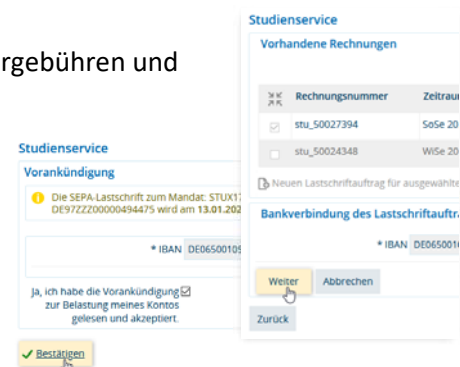 rgebühren und
Studienservice
Vorankündigung
Die SEPA-Lastschrift zum Mandat: STUX17
DE97ZZZ00000494475 wird am 13.01.202
* IBAN DE06500105
Ja, ich habe die Vorankündigung
zur Belastung meines Kontos
gelesen und akzeptiert.
Bestätigen
Studienservice
Vorhandene Rechnungen
Rechnungsnummer Zeitrau
stu_50027394 SoSe 20
stu_50024348 WiSe 20
Neuen Lastschriftauftrag für ausgewählte
Bankverbindung des Lastschriftauftra
* IBAN DE0650010
Weiter Abbrechen
Zurück